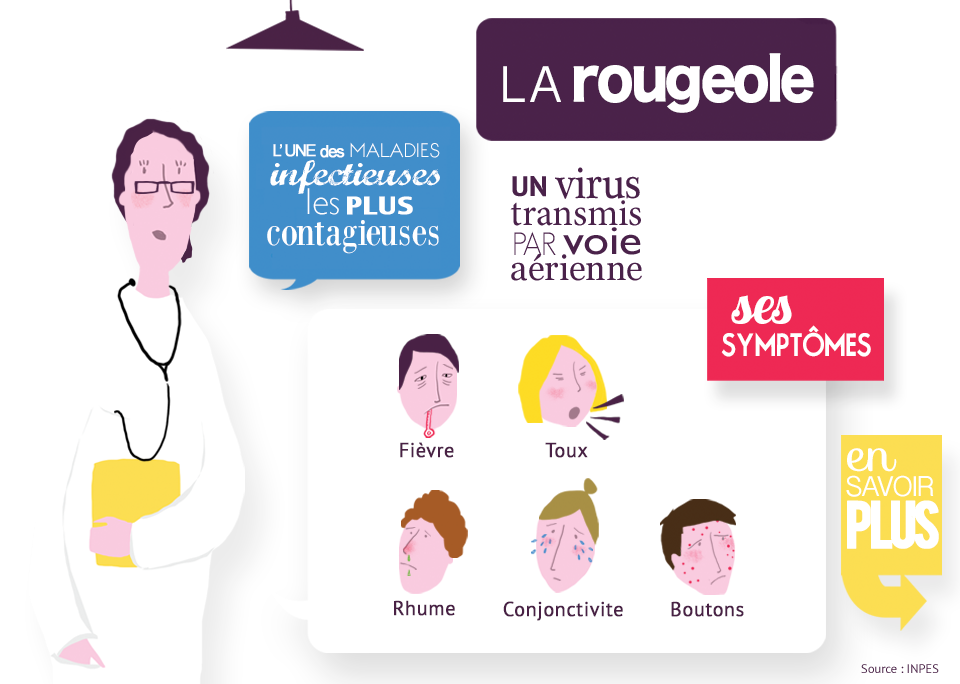 LA rougeole
L'UNE des MALADIES
infectieuses
les PLUS
contagieuses
UN virus
transmis
PAR voie
aérienne
ses
SYMPTÔMES
Fièvre
Toux
Rhume
Conjonctivite
Boutons
en
SAVOIR
PLUS
Source : INPES